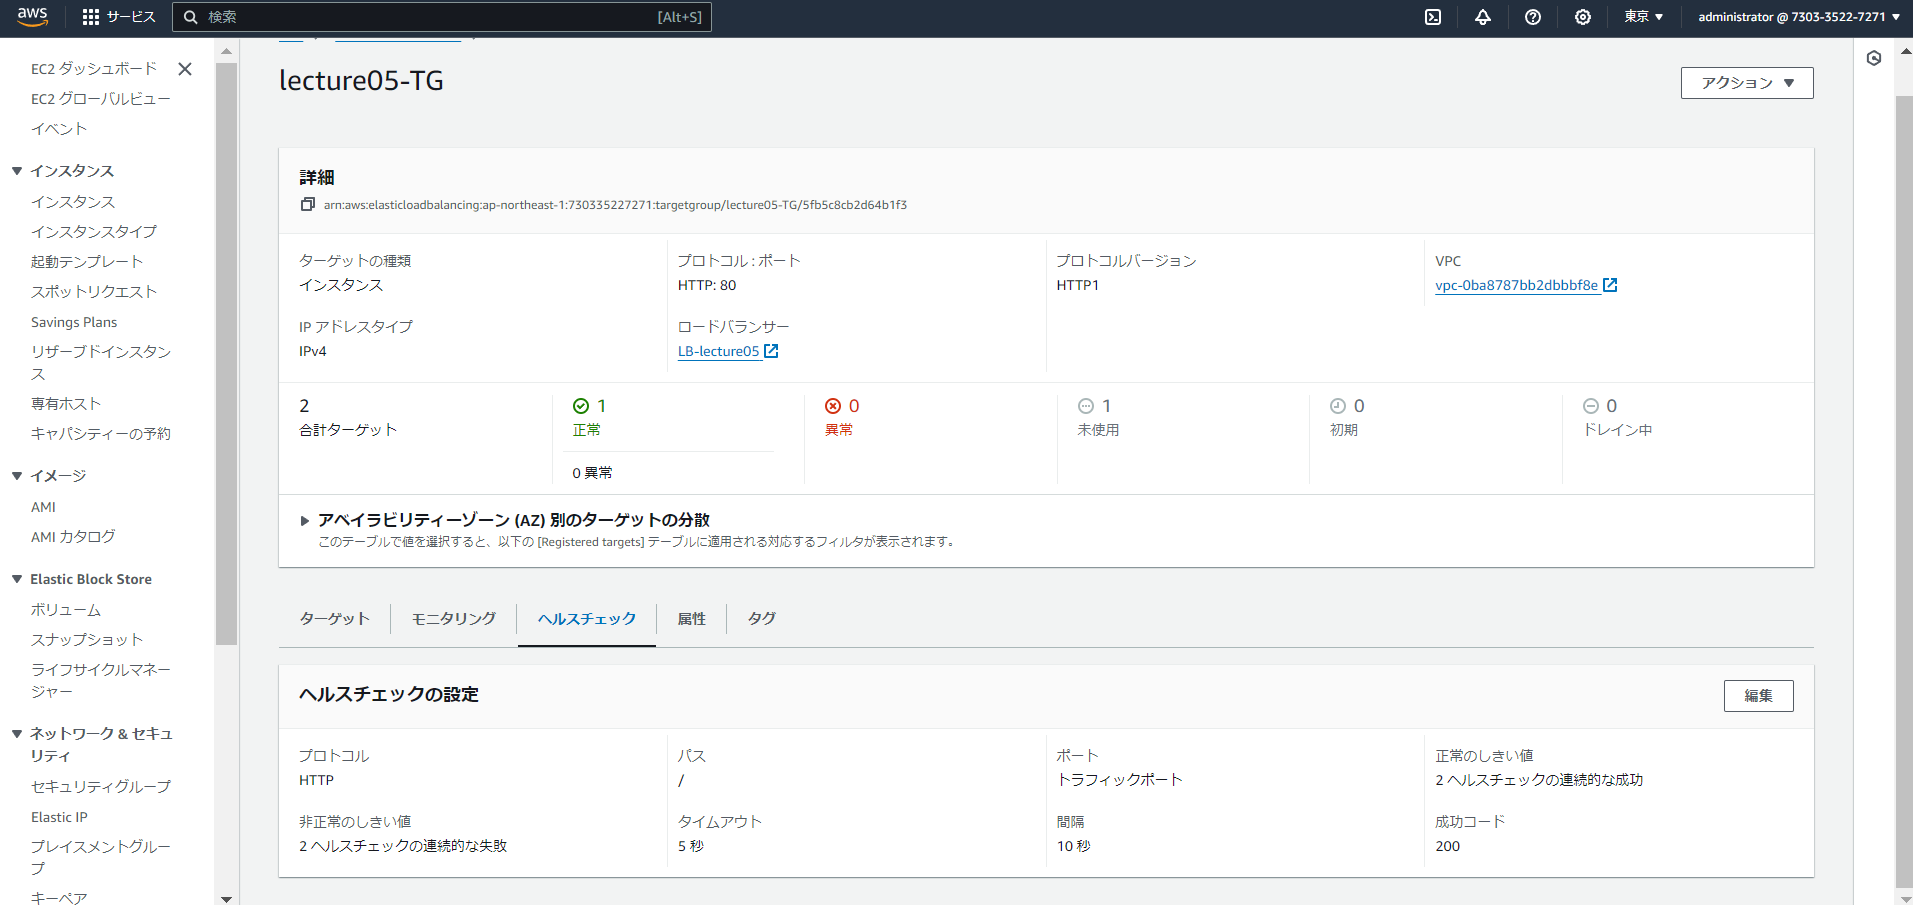 aws
サービス
検索
[Alt+S]
東京
administrator @ 7303-3522-7271
EC2 ダッシュボード
EC2 グローバルビュー
イベント
インスタンス
インスタンス
インスタンスタイプ
起動テンプレート
スポットリクエスト
Savings Plans
リザーブドインスタン
ス
専有ホスト
キャパシティーの予約
イメージ
AMI
AMI カタログ
Elastic Block Store
ボリューム
スナップショット
ライフサイクルマネー
ジャー
ネットワーク & セキュ
リティ
セキュリティグループ
Elastic IP
プレイスメントグルー
プ
キーペア
lecture05-TG
アクション
詳細
arn:aws:elasticloadbalancing:ap-northeast-1:730335227271:targetgroup/lecture05-TG/5fb5c8cb2d64b1f3
ターゲットの種類
インスタンス
プロトコル : ポート
HTTP: 80
プロトコルバージョン
HTTP1
VPC
vpc-0ba8787bb2dbbbf8e
IP アドレスタイプ
IPv4
ロードバランサー
LB-lecture05
2
合計ターゲット
1
正常
0 異常
0
異常
1
未使用
0
初期
0
ドレイン中
アベイラビリティーゾーン (AZ) 別のターゲットの分散
このテーブルで値を選択すると、以下の [Registered targets] テーブルに適用される対応するフィルタが表示されます。
ターゲット
モニタリング
ヘルスチェック
属性
タグ
ヘルスチェックの設定
編集
プロトコル
HTTP
パス
/
ポート
トラフィックポート
正常のしきい値
2 ヘルスチェックの連続的な成功
非正常のしきい値
2 ヘルスチェックの連続的な失敗
タイムアウト
5 秒
間隔
10 秒
成功コード
200